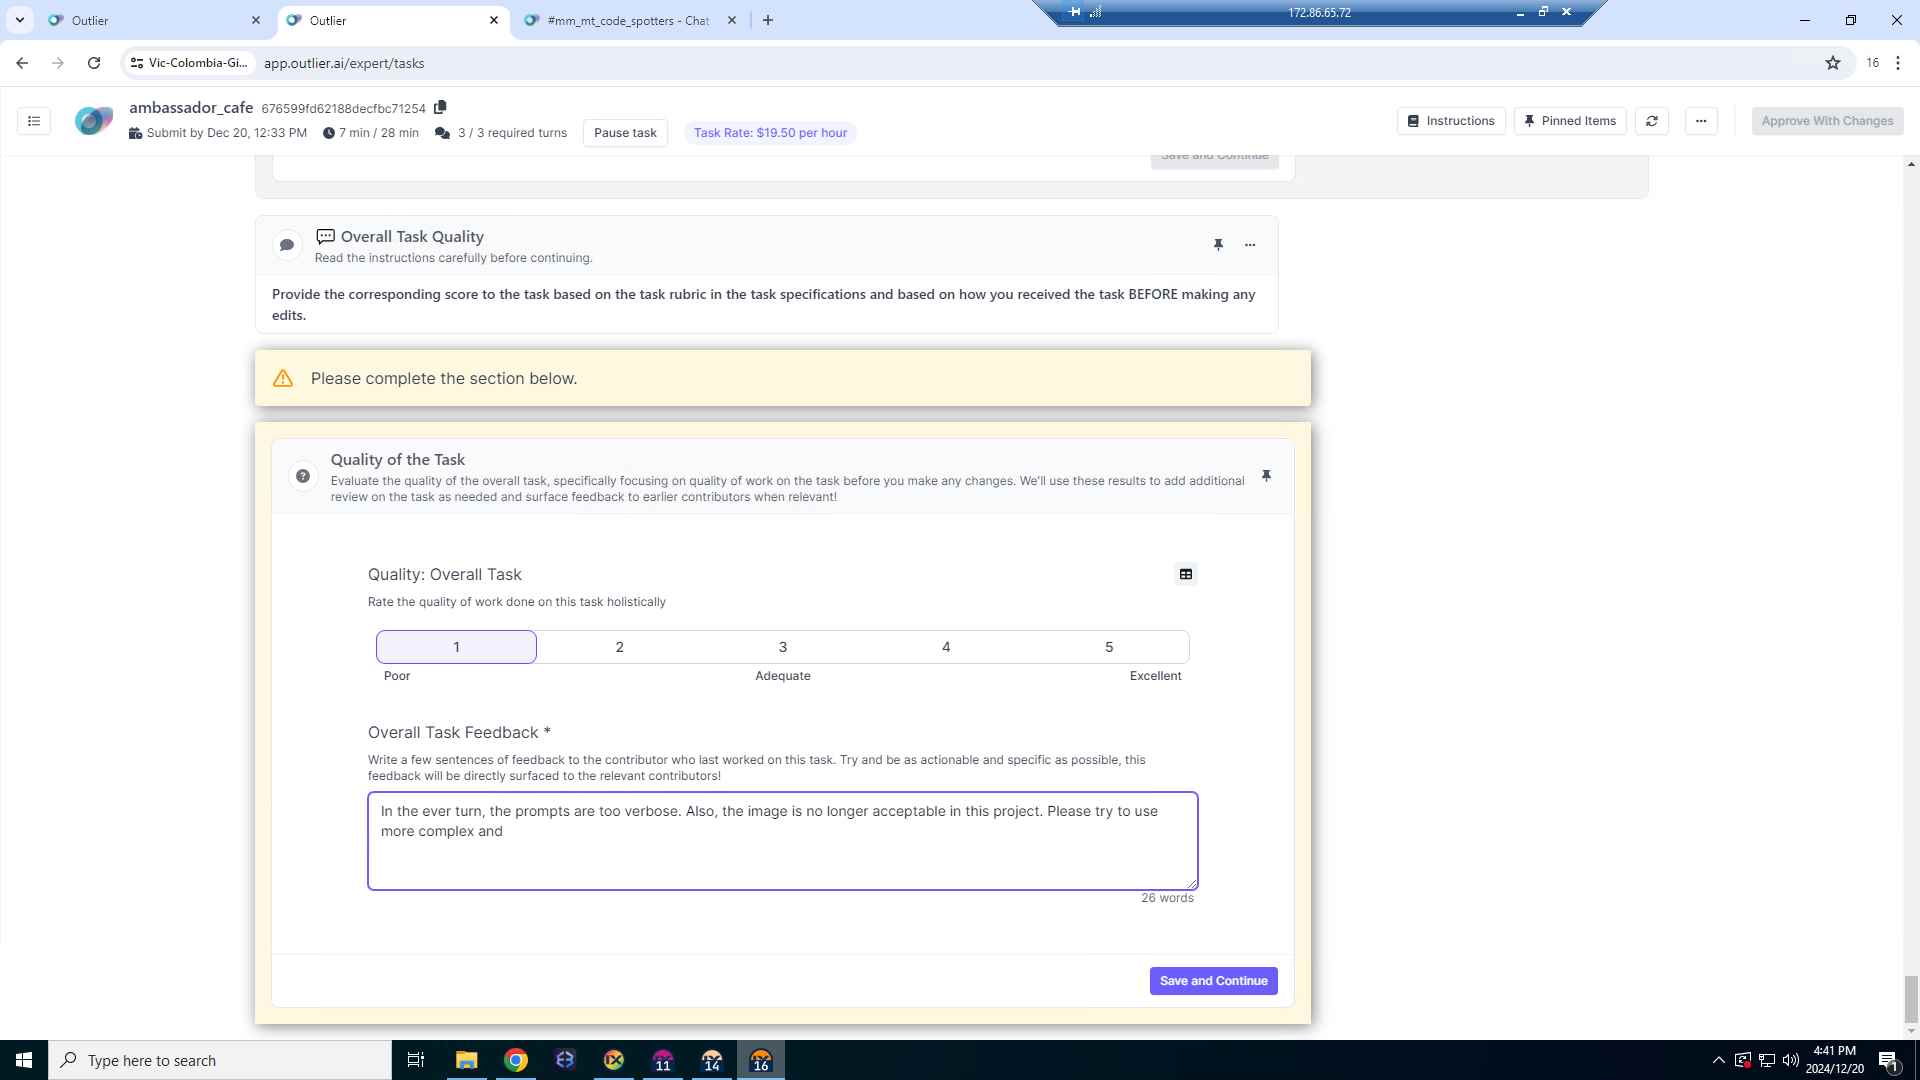 Outlier
Outlier
#mm_mt_code_spotters - Chat
172.86.65.72
Vic-Colombia-Gi...
app.outlier.ai/expert/tasks
16
ambassador_cafe 676599fd62188decfbc71254
Submit by Dec 20, 12:33 PM
7 min / 28 min
3 / 3 required turns
Pause task
Task Rate: $19.50 per hour
Instructions
Pinned Items
Approve With Changes
Save and Continue
Overall Task Quality
Read the instructions carefully before continuing.
Provide the corresponding score to the task based on the task rubric in the task specifications and based on how you received the task BEFORE making any
edits.
Please complete the section below.
Quality of the Task
Evaluate the quality of the overall task, specifically focusing on quality of work on the task before you make any changes. We'll use these results to add additional
review on the task as needed and surface feedback to earlier contributors when relevant!
Quality: Overall Task
Rate the quality of work done on this task holistically
1 2 3 4 5
Poor Adequate Excellent
Overall Task Feedback *
Write a few sentences of feedback to the contributor who last worked on this task. Try and be as actionable and specific as possible, this
feedback will be directly surfaced to the relevant contributors!
In the ever turn, the prompts are too verbose. Also, the image is no longer acceptable in this project. Please try to use
more complex and
26 words
Save and Continue
Type here to search
11
14
16
4:41 PM
2024/12/20
1